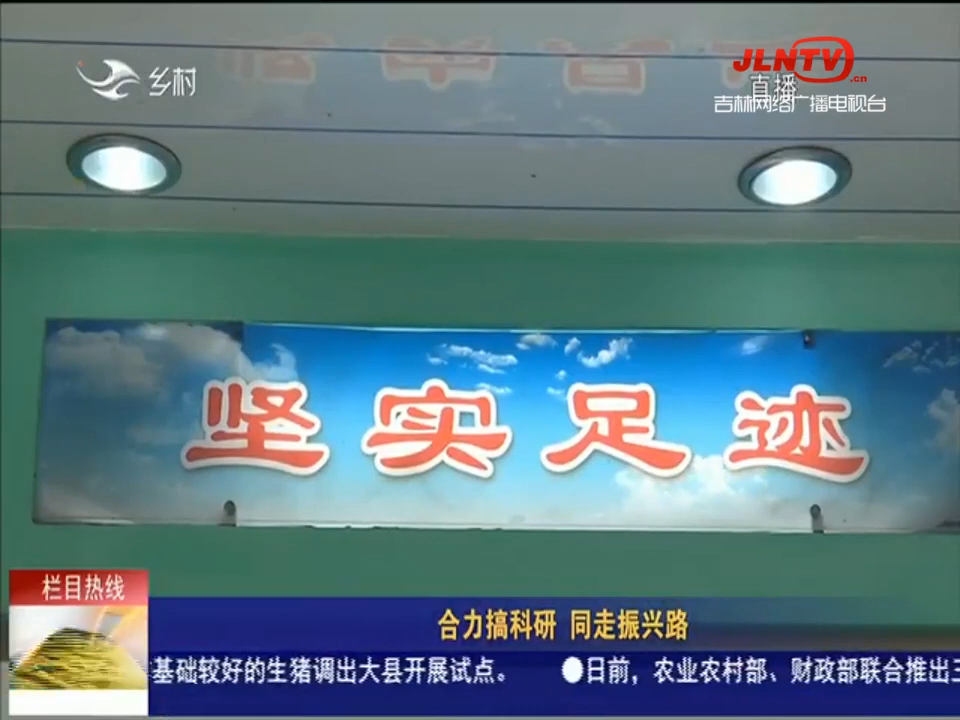 乡村
JLNTV.cn
直播
吉林网络广播电视台
坚实足迹
栏目热线
合力搞科研 同走振兴路
基础较好的生猪调出大县开展试点。 ●日前，农业农村部、财政部联合推出